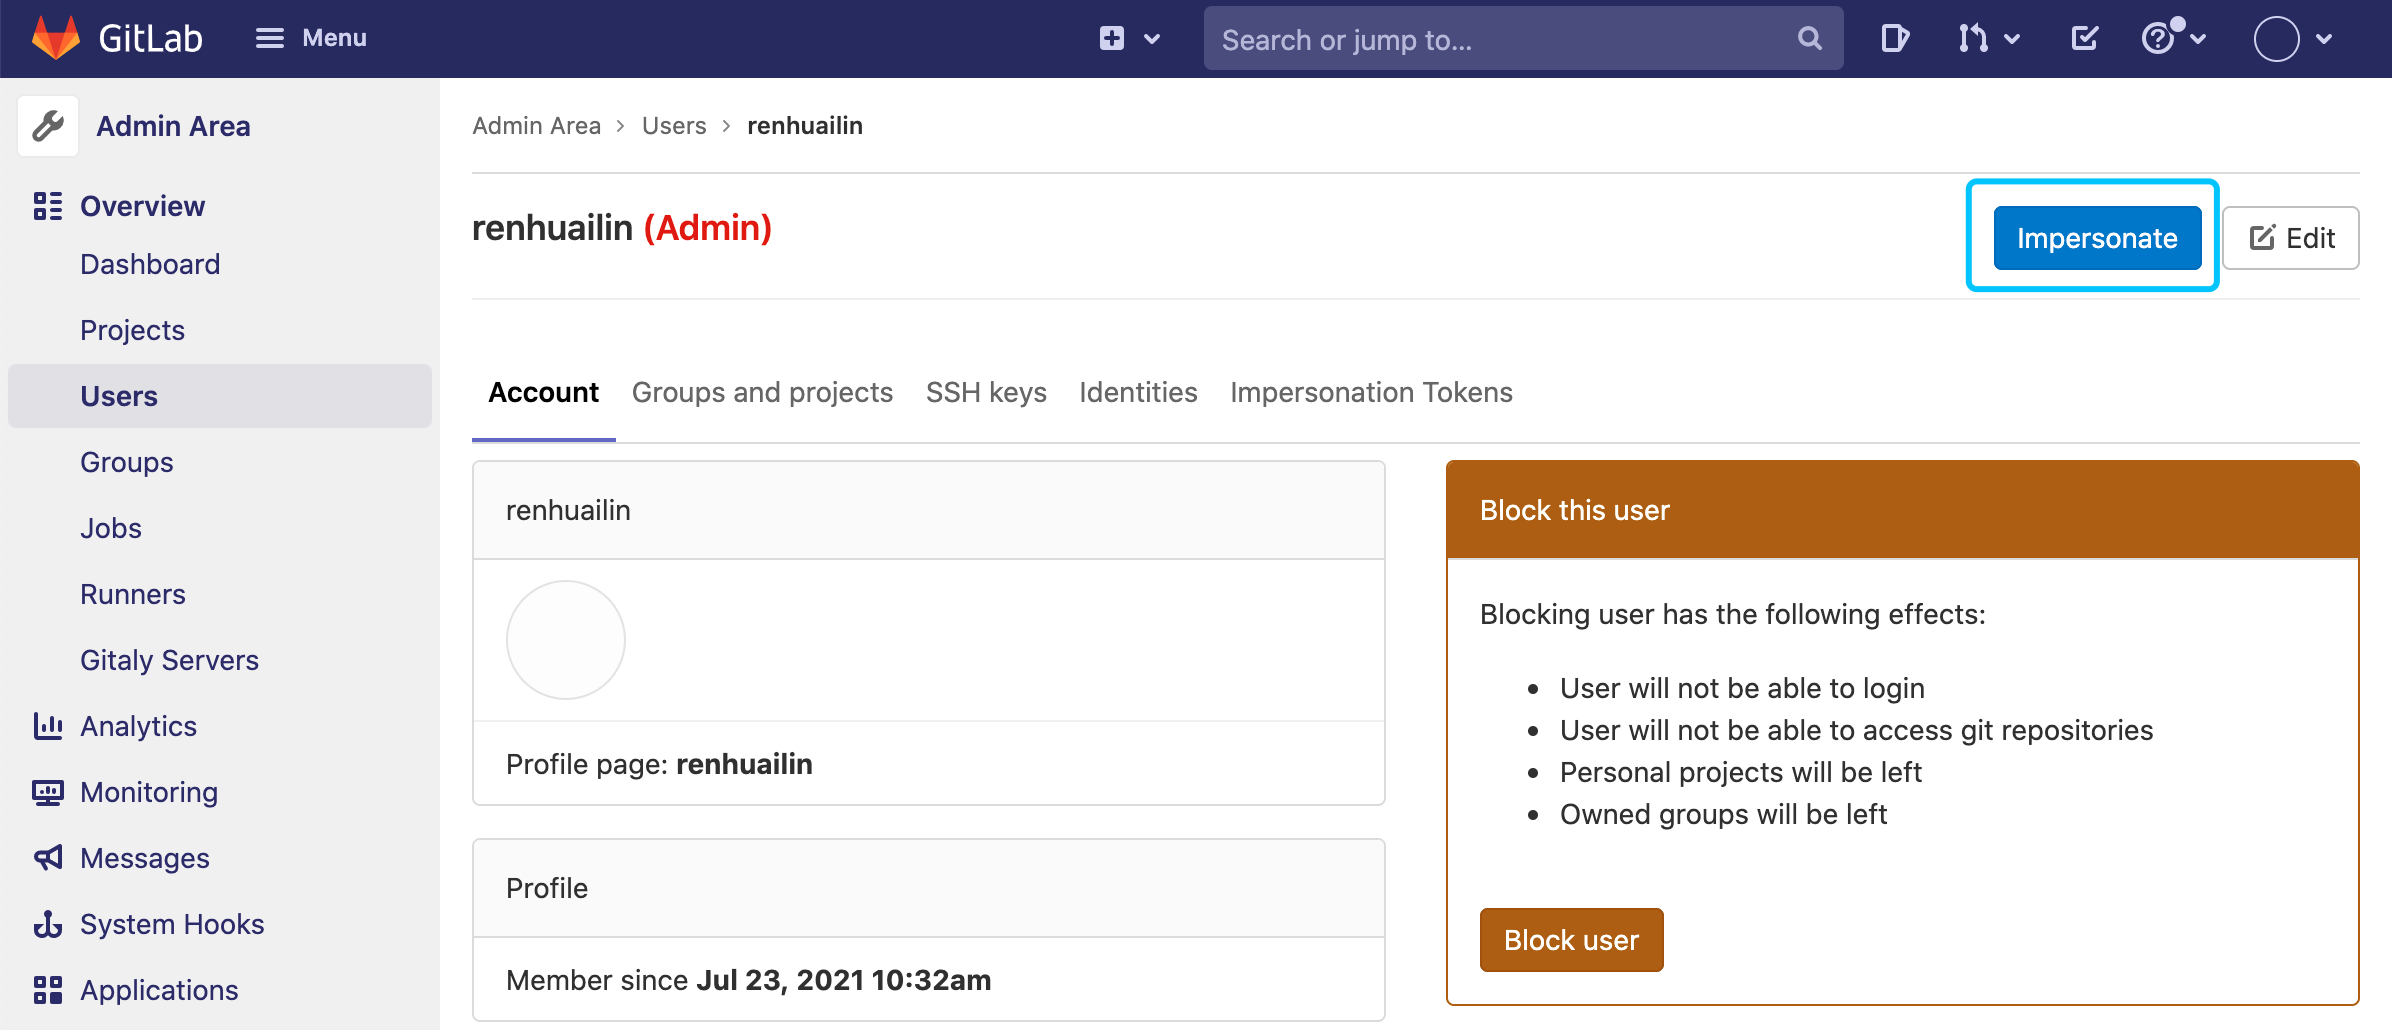 GitLab Menu Search or jump to...
Admin Area
Overview
Dashboard
Projects
Users
Groups
Jobs
Runners
Gitaly Servers
Analytics
Monitoring
Messages
System Hooks
Applications
Admin Area > Users > renhuailin
renhuailin (Admin)
Impersonate
Edit
Account Groups and projects SSH keys Identities Impersonation Tokens
renhuailin
Profile page: renhuailin
Profile
Member since Jul 23, 2021 10:32am
Block this user
Blocking user has the following effects:
• User will not be able to login
• User will not be able to access git repositories
• Personal projects will be left
• Owned groups will be left
Block user